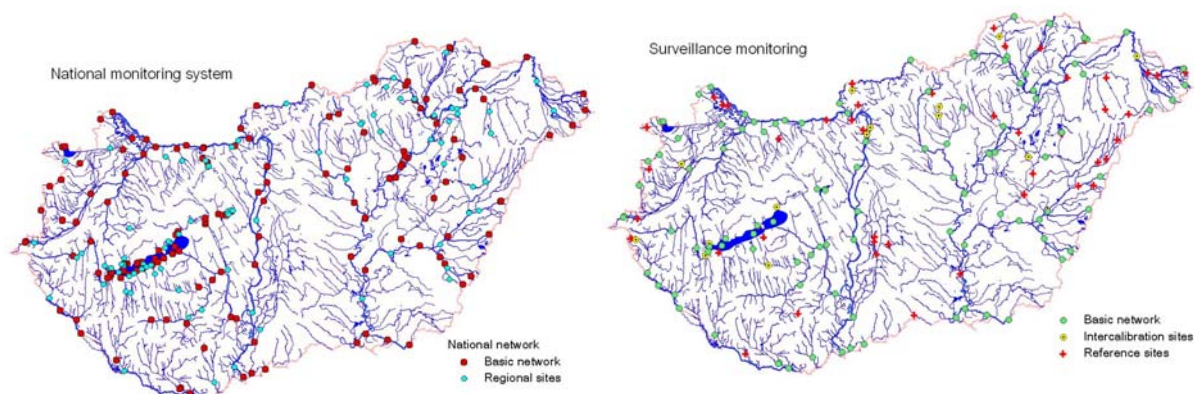 National monitoring system
National network
Basic network
Regional sites
Surveillance monitoring
Basic network
Intercalibration sites
Reference sites